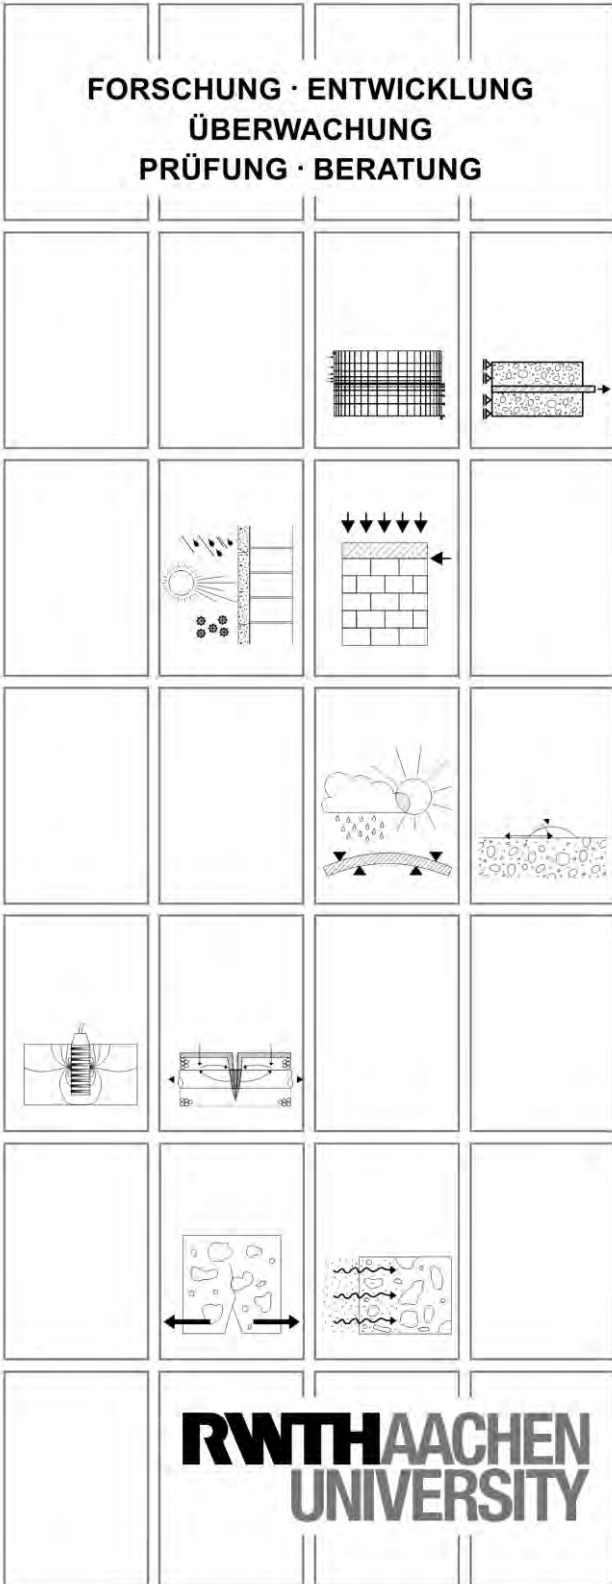 FORSCHUNG · ENTWICKLUNG
ÜBERWACHUNG
PRÜFUNG · BERATUNG
RWTHAACHEN
UNIVERSITY